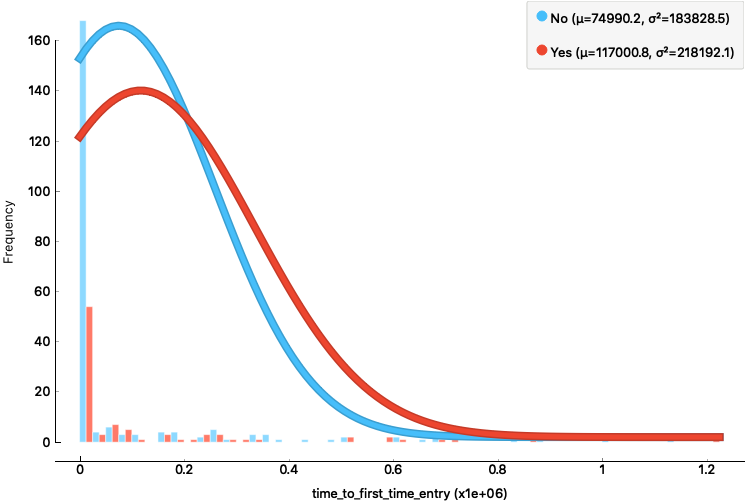 No (μ=74990.2, σ²=183828.5)
Yes (μ=117000.8, σ²=218192.1)
160
140
120
100
80
60
40
20
0
Frequency
0 0.2 0.4 0.6 0.8 1 1.2
time_to_first_time_entry (x1e+06)